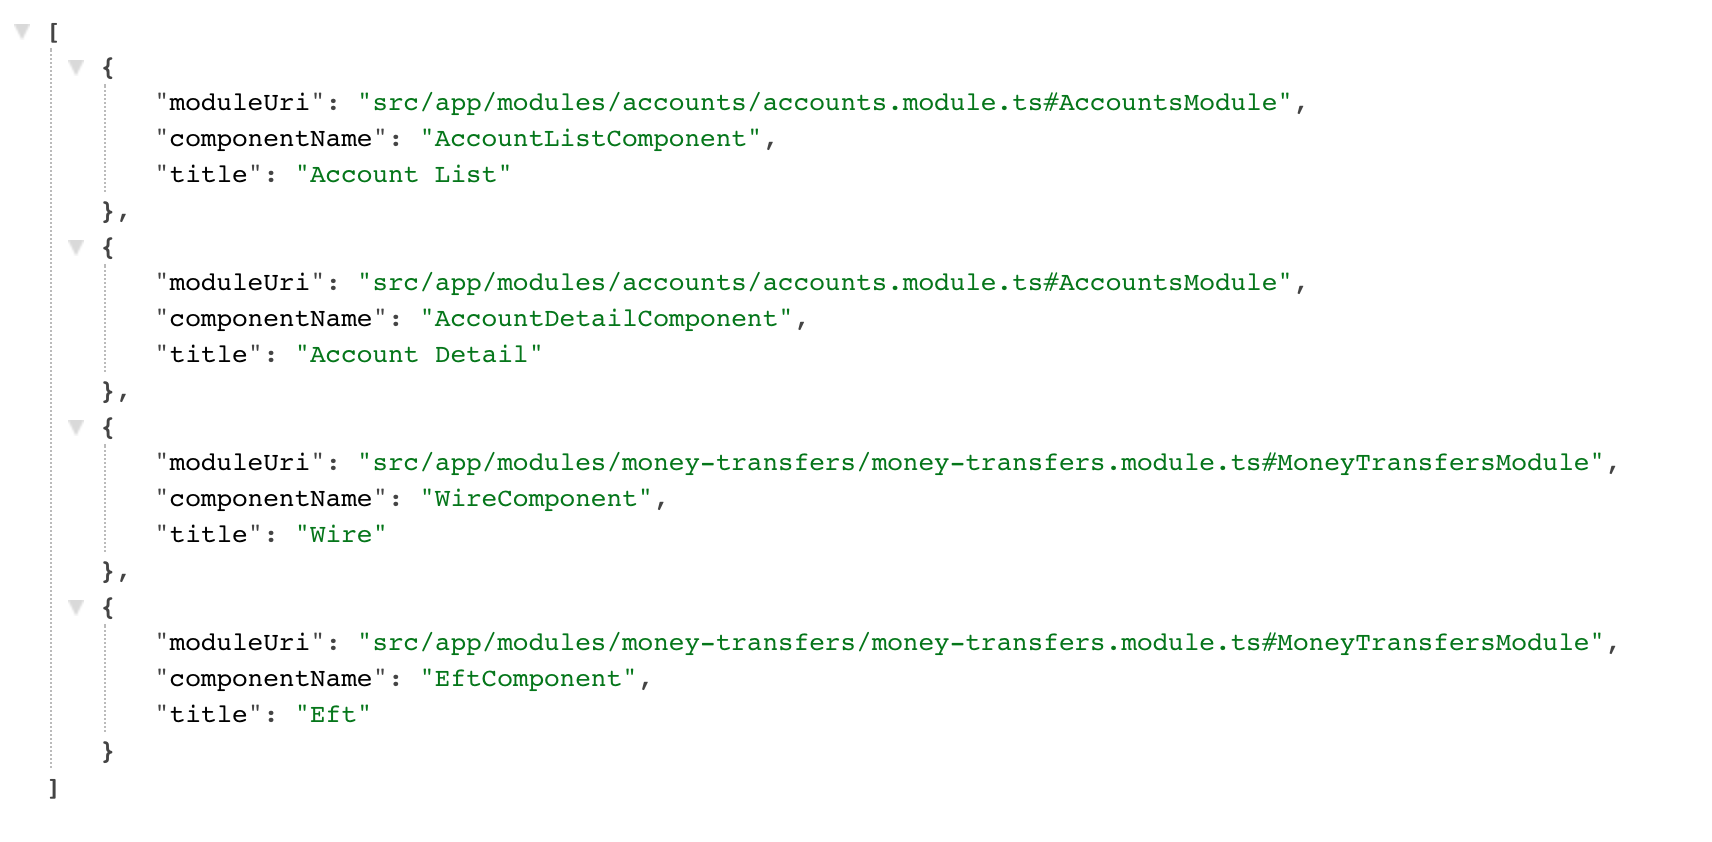 [
{
"moduleUri": "src/app/modules/accounts/accounts.module.ts#AccountsModule",
"componentName": "AccountListComponent",
"title": "Account List"
},
{
"moduleUri": "src/app/modules/accounts/accounts.module.ts#AccountsModule",
"componentName": "AccountDetailComponent",
"title": "Account Detail"
},
{
"moduleUri": "src/app/modules/money-transfers/money-transfers.module.ts#MoneyTransfersModule",
"componentName": "WireComponent",
"title": "Wire"
},
{
"moduleUri": "src/app/modules/money-transfers/money-transfers.module.ts#MoneyTransfersModule",
"componentName": "EftComponent",
"title": "Eft"
}
]